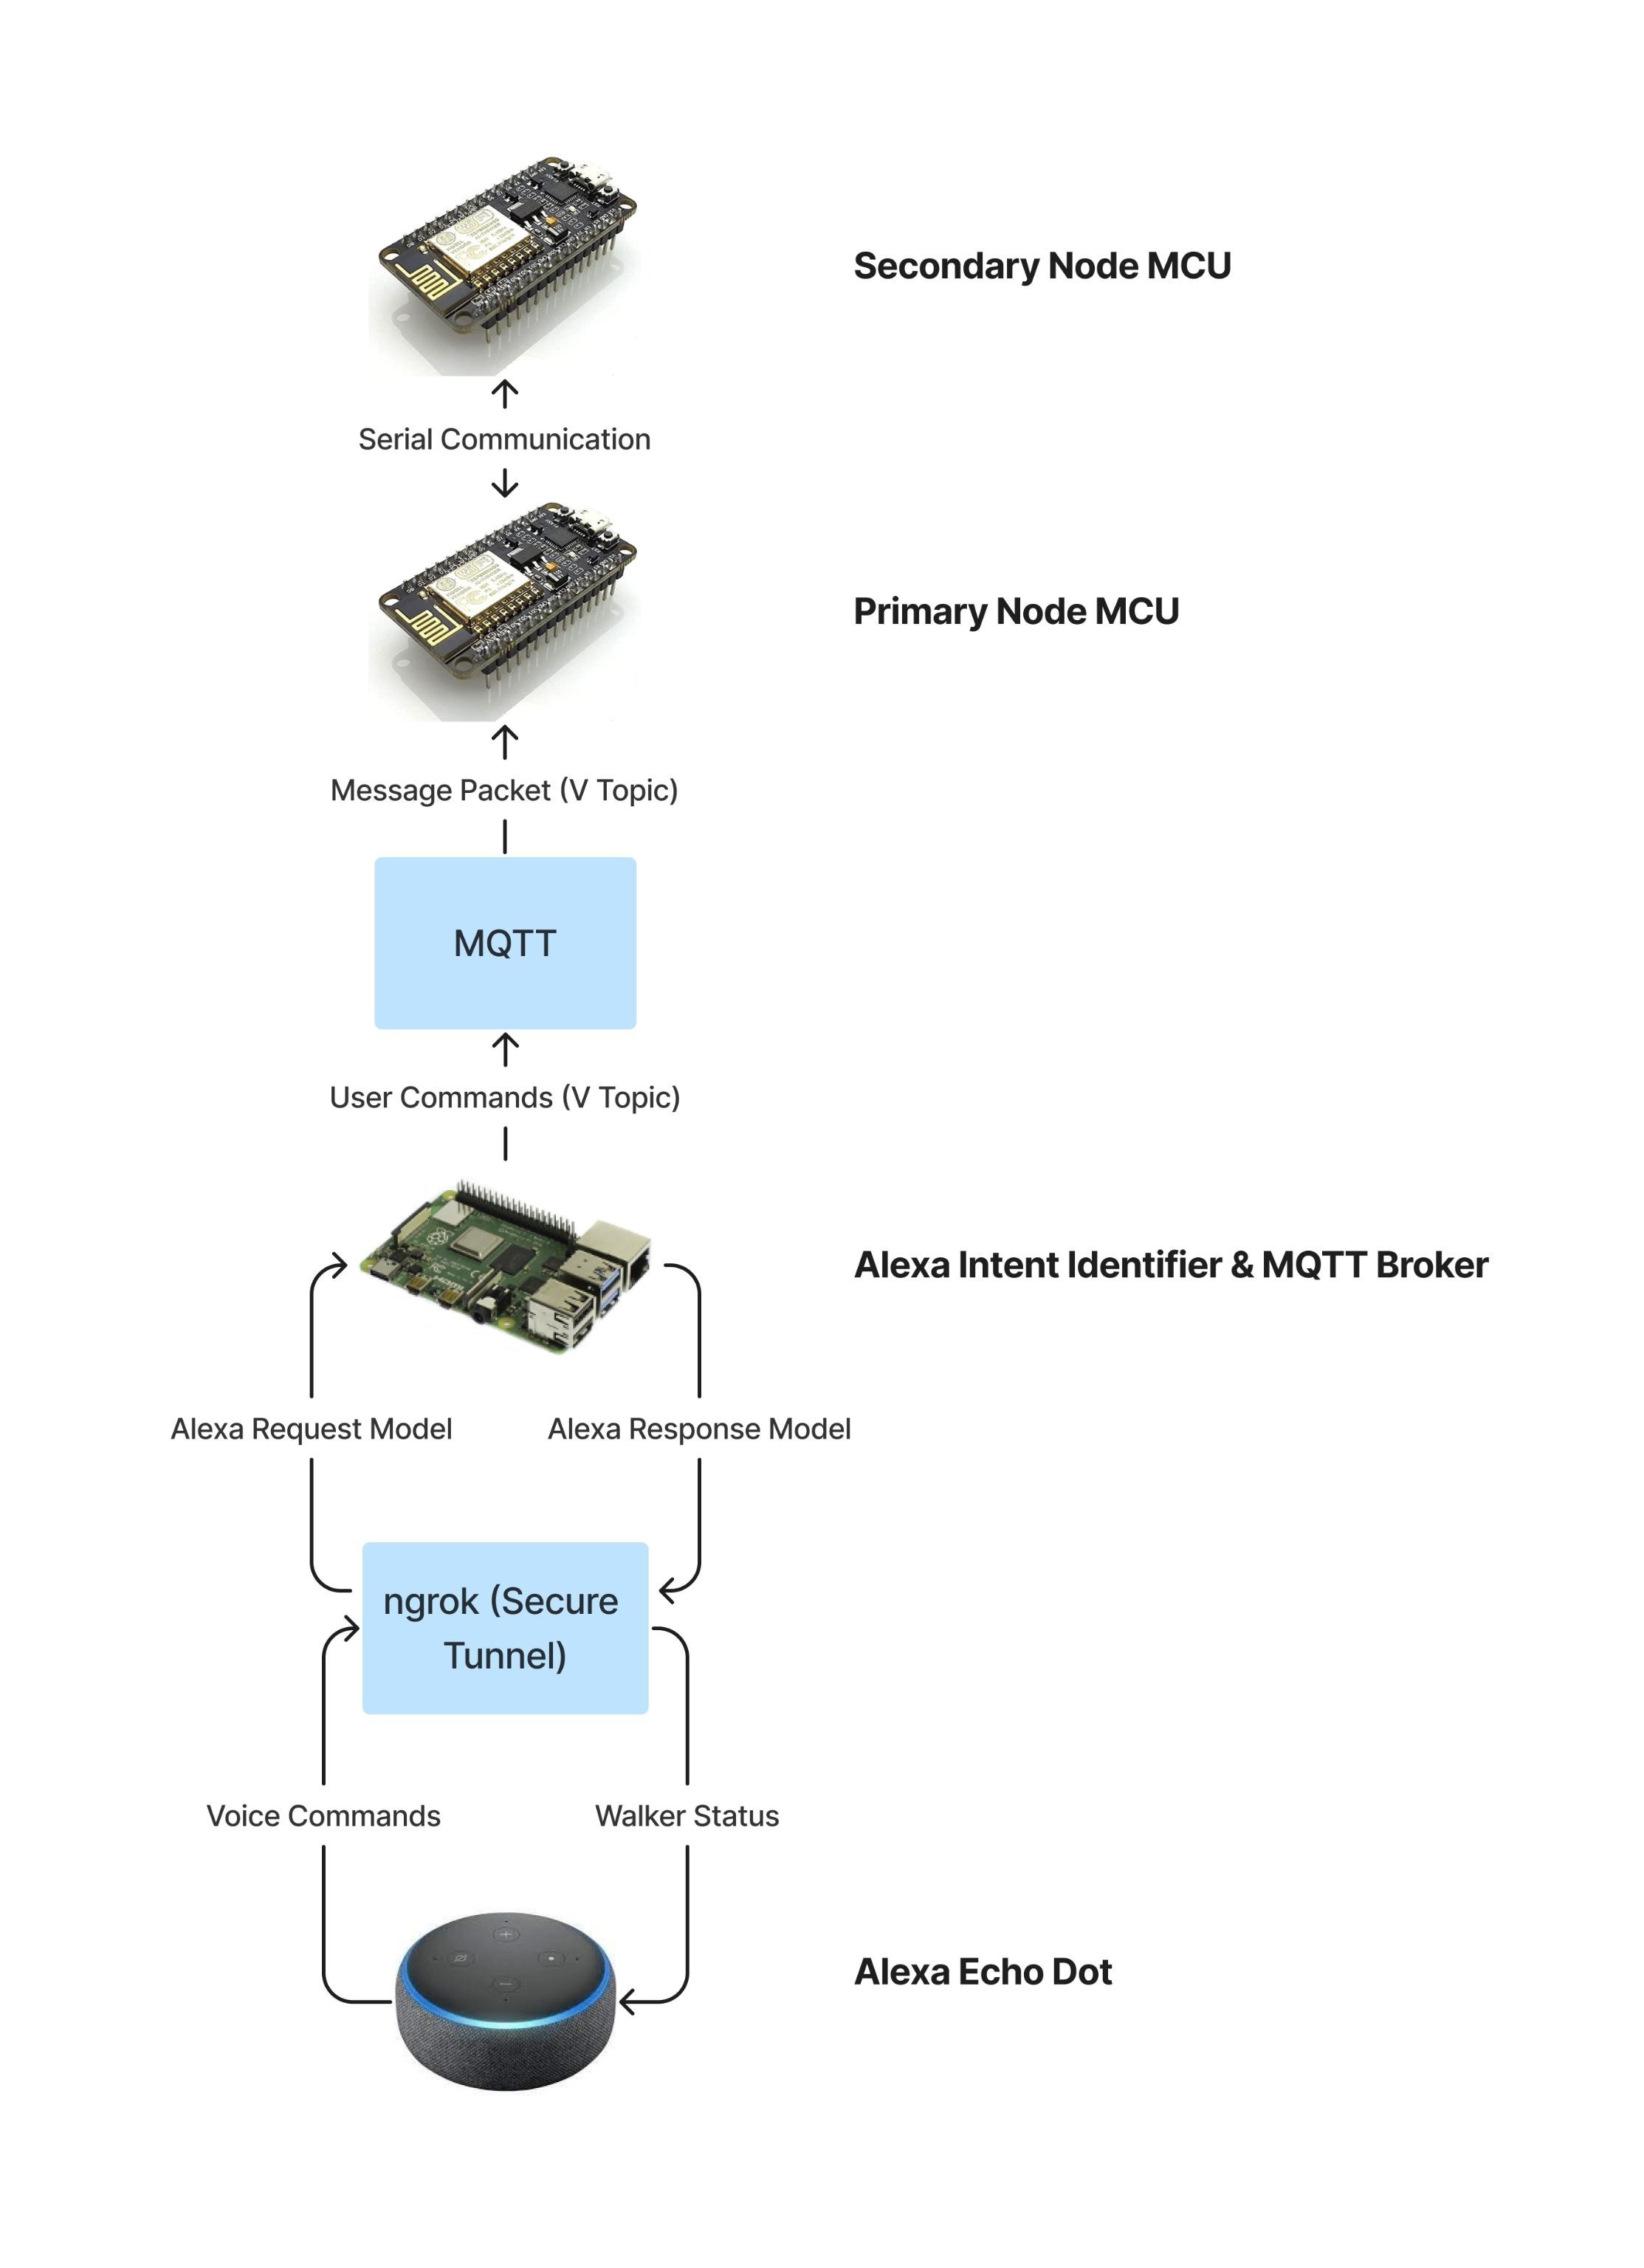 Secondary Node MCU
Serial Communication
Primary Node MCU
Message Packet (V Topic)
MQTT
User Commands (V Topic)
Alexa Intent Identifier & MQTT Broker
Alexa Request Model
Alexa Response Model
ngrok (Secure
Tunnel)
Voice Commands
Walker Status
Alexa Echo Dot